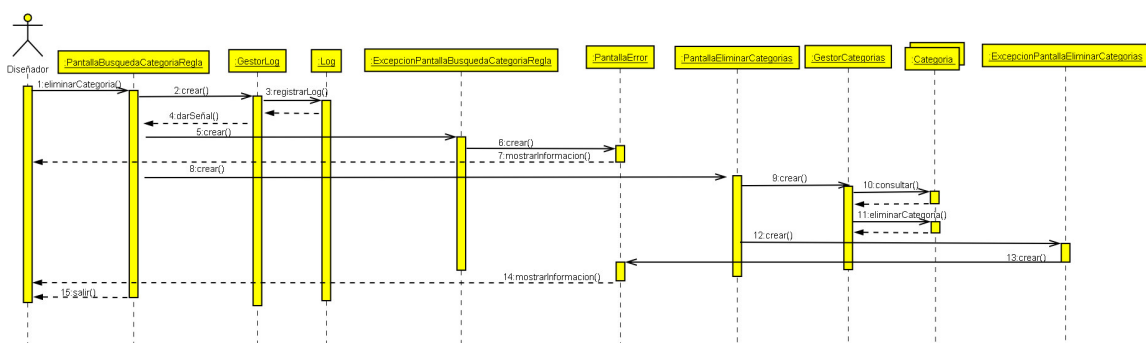 Diseñador
:PantallaBusquedaCategoriaRegla
:GestorLog
:Log
:ExcepcionPantallaBusquedaCategoriaRegla
:PantallaError
:PantallaEliminarCategorias
:GestorCategorias
:Categoria
:ExcepcionPantallaEliminarCategorias
1:eliminarCategoria()
2:crear()
3:registrarLog()
4:darSeñal()
5:crear()
6:crear()
7:mostrarInformacion()
8:crear()
9:crear()
10:consultar()
11:eliminarCategoria()
12:crear()
13:crear()
14:mostrarInformacion()
15:salir()